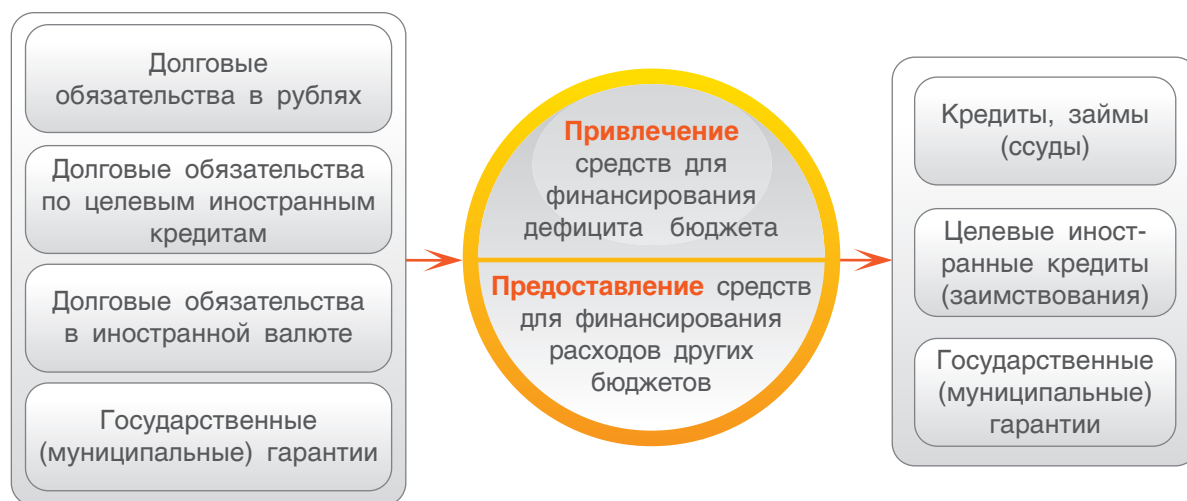 Долговые
обязательства в рублях
Долговые обязательства
по целевым иностранным
кредитам
Долговые обязательства
в иностранной валюте
Государственные
(муниципальные) гарантии
Привлечение
средств для
финансирования
дефицита бюджета
Предоставление средств
для финансирования
расходов других
бюджетов
Кредиты, займы
(ссуды)
Целевые иност-
ранные кредиты
(заимствования)
Государственные
(муниципальные)
гарантии